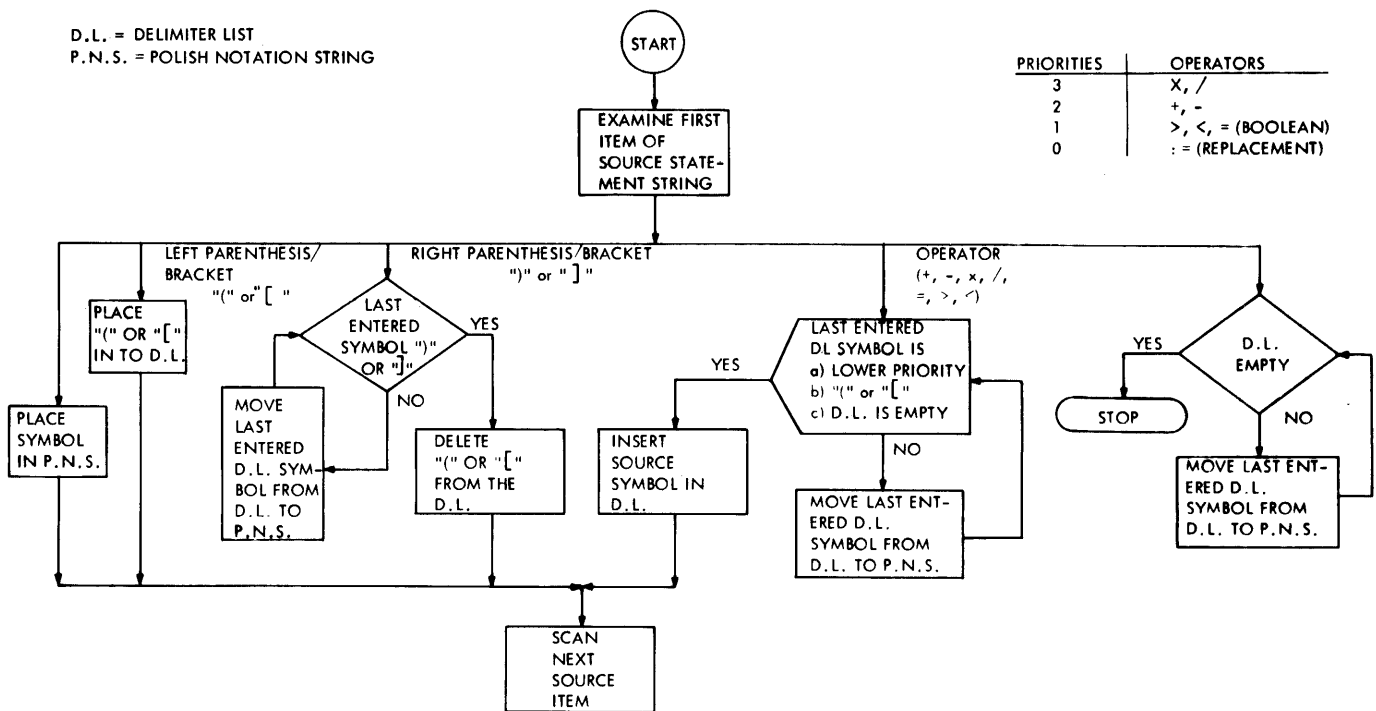 D.L. = DELIMITER LIST
P.N.S. = POLISH NOTATION STRING
START
PRIORITIES OPERATORS
3 X, /
2 +, -
1 >, <, = (BOOLEAN)
0 : = (REPLACEMENT)
EXAMINE FIRST
ITEM OF
SOURCE STATE-
MENT STRING
LEFT PARENTHESIS/
BRACKET
"(" or "[ "
RIGHT PARENTHESIS/BRACKET
")" or " ] "
OPERATOR
(+, -, x, /,
=, >, <)
PLACE
"(" OR "["
IN TO D.L.
PLACE
SYMBOL
IN P.N.S.
LAST
ENTERED
SYMBOL ")"
OR "]"
YES
NO
MOVE
LAST
ENTERED
D.L. SYM-
BOL FROM
D.L. TO
P.N.S.
DELETE
"(" OR "["
FROM THE
D.L.
LAST ENTERED
D.L SYMBOL IS
a) LOWER PRIORITY
b) "(" or "["
c) D.L. IS EMPTY
YES
NO
INSERT
SOURCE
SYMBOL IN
D.L.
MOVE LAST ENT-
ERED D.L.
SYMBOL FROM
D.L. TO P.N.S.
D.L.
EMPTY
YES
STOP
NO
MOVE LAST ENT-
ERED D.L.
SYMBOL FROM
D.L. TO P.N.S.
SCAN
NEXT
SOURCE
ITEM